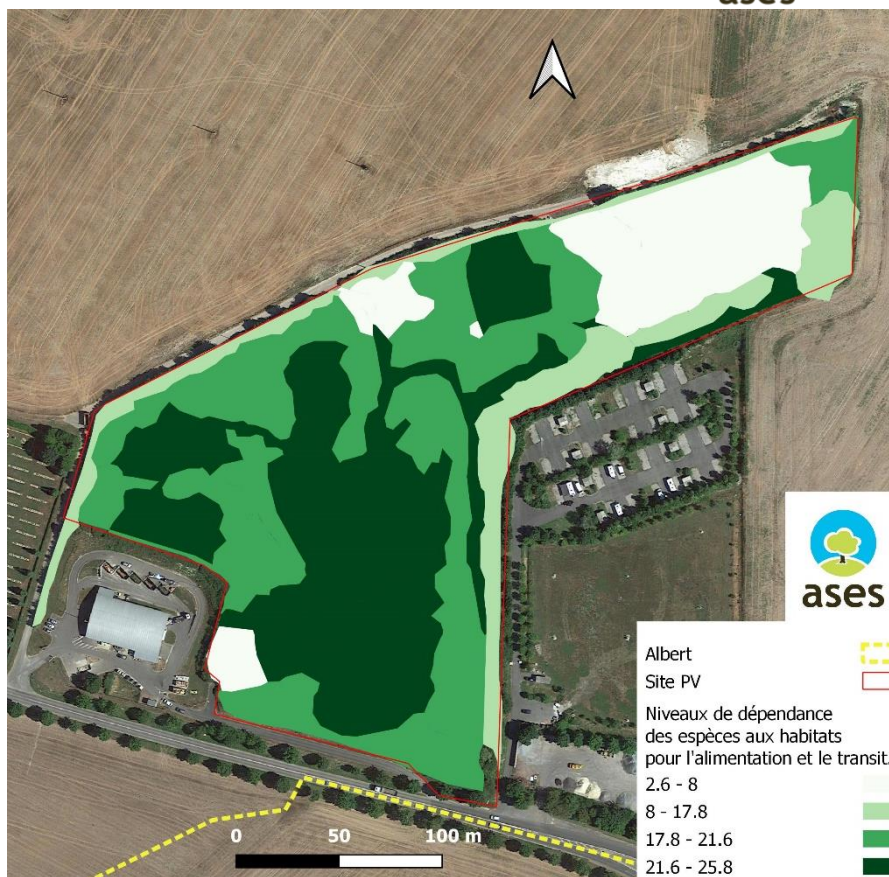 ases
ases
Albert
Site PV
Niveaux de dépendance
des espèces aux habitats
pour l'alimentation et le transit.
2.6 - 8
8 - 17.8
17.8 - 21.6
21.6 - 25.8
0 50 100 m